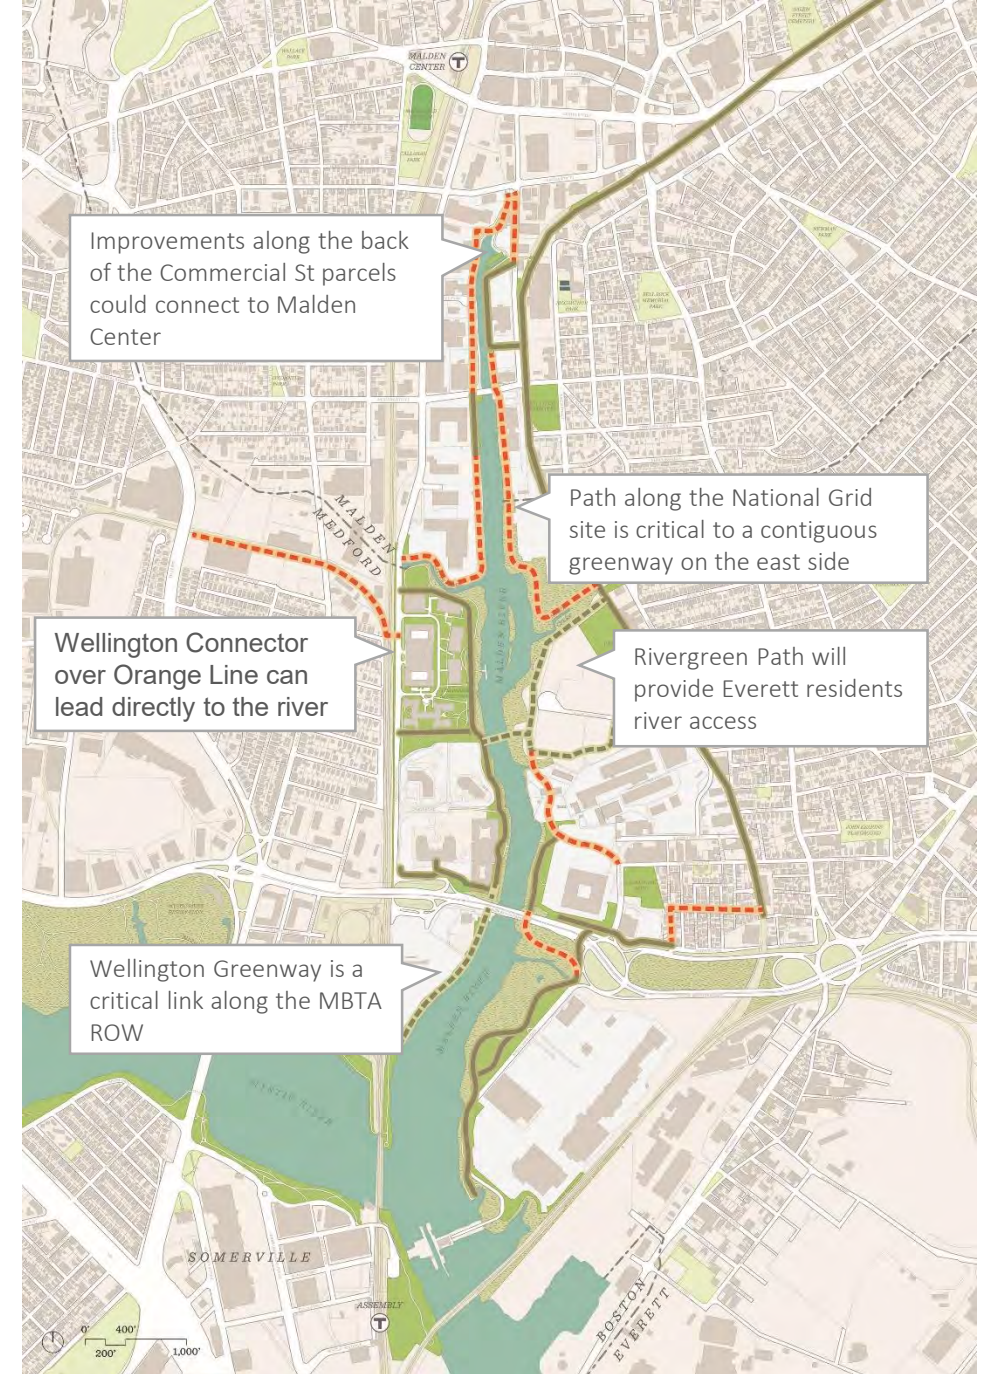 MALDEN
CENTER
T
Improvements along the back
of the Commercial St parcels
could connect to Malden
Center
Path along the National Grid
site is critical to a contiguous
greenway on the east side
MALDEN
MEDFORD
MALDEN RIVER
Wellington Connector
over Orange Line can
lead directly to the river
Rivergreen Path will
provide Everett residents
river access
Wellington Greenway is a
critical link along the MBTA
ROW
MALDEN RIVER
MYSTIC RIVER
SOMERVILLE
ASSEMBLY
T
BOSTON
EVERETT
0' 400'
200' 1,000'